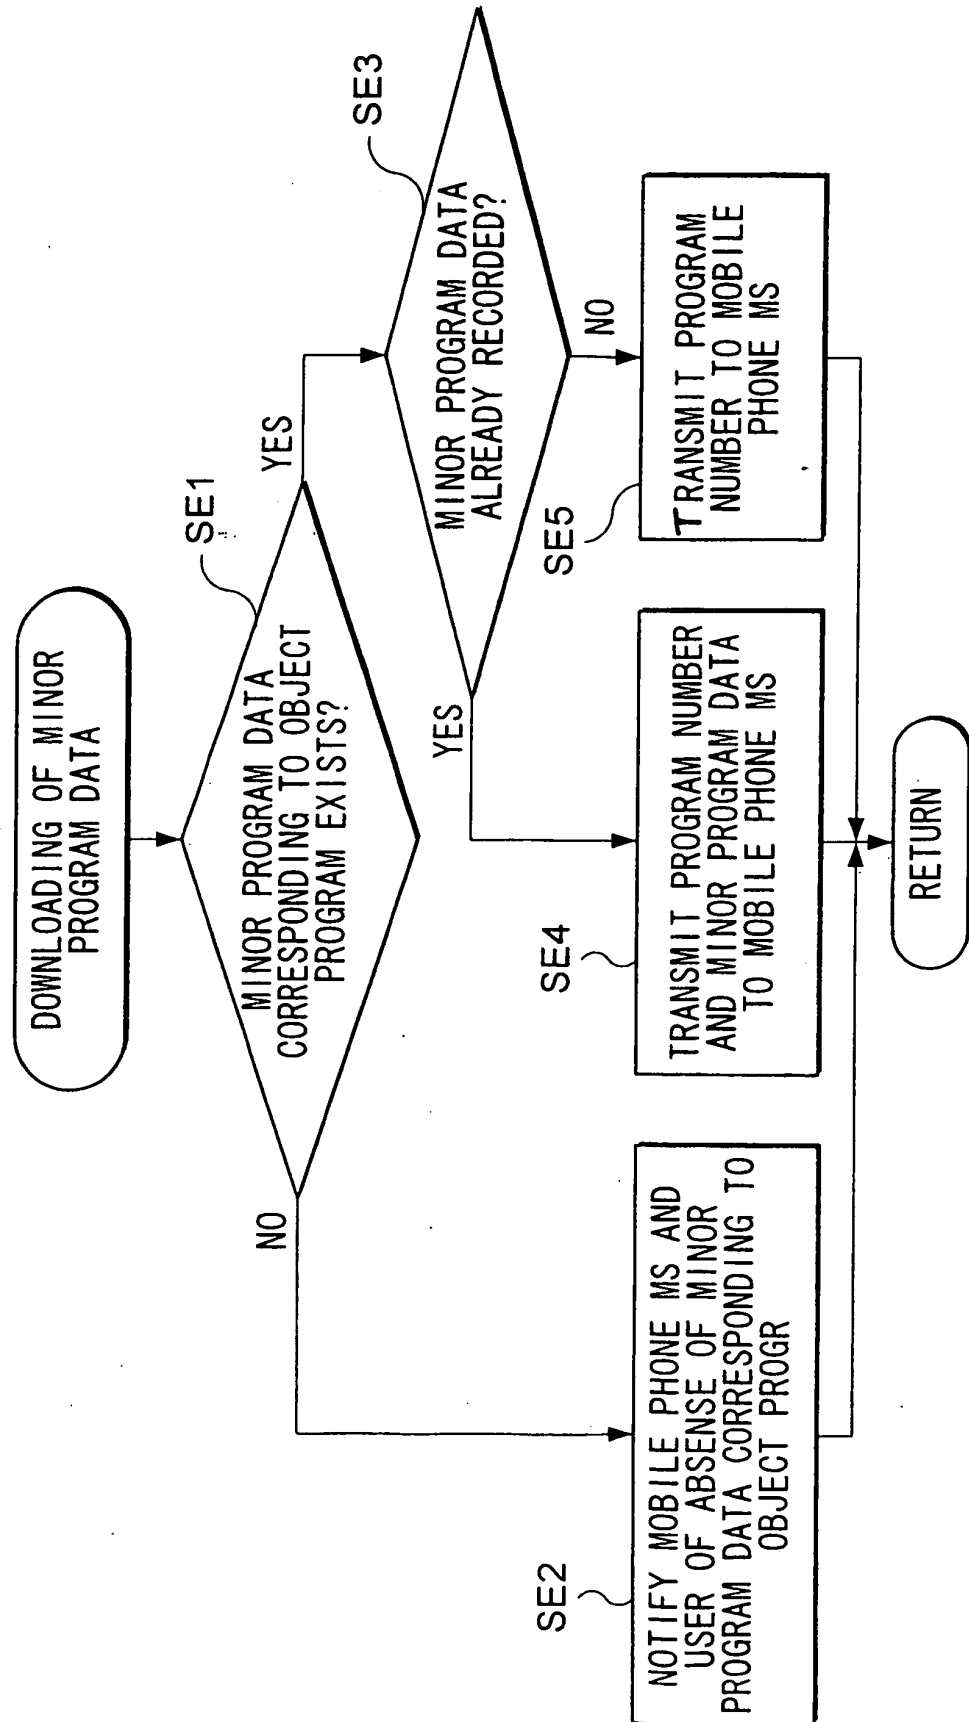 DOWNLOADING OF MINOR
PROGRAM DATA
SE1
MINOR PROGRAM DATA
CORRESPONDING TO OBJECT
PROGRAM EXISTS?
YES
NO
SE3
MINOR PROGRAM DATA
ALREADY RECORDED?
YES
NO
SE2
NOTIFY MOBILE PHONE MS AND
USER OF ABSENSE OF MINOR
PROGRAM DATA CORRESPONDING TO
OBJECT PROGR
SE4
TRANSMIT PROGRAM NUMBER
AND MINOR PROGRAM DATA
TO MOBILE PHONE MS
SE5
TRANSMIT PROGRAM
NUMBER TO MOBILE
PHONE MS
RETURN